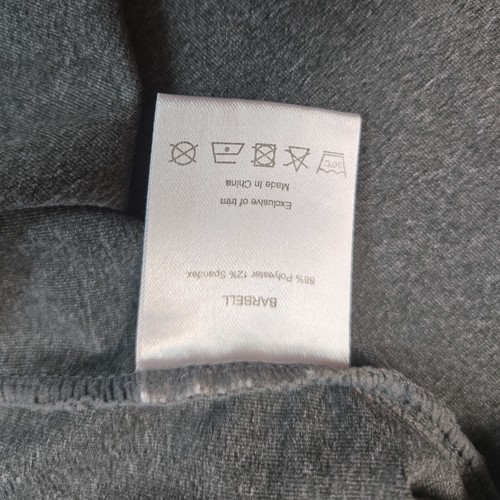 BARBELL
88% Polyester 12% Spandex
Exclusive of trim
Made in China
30°C